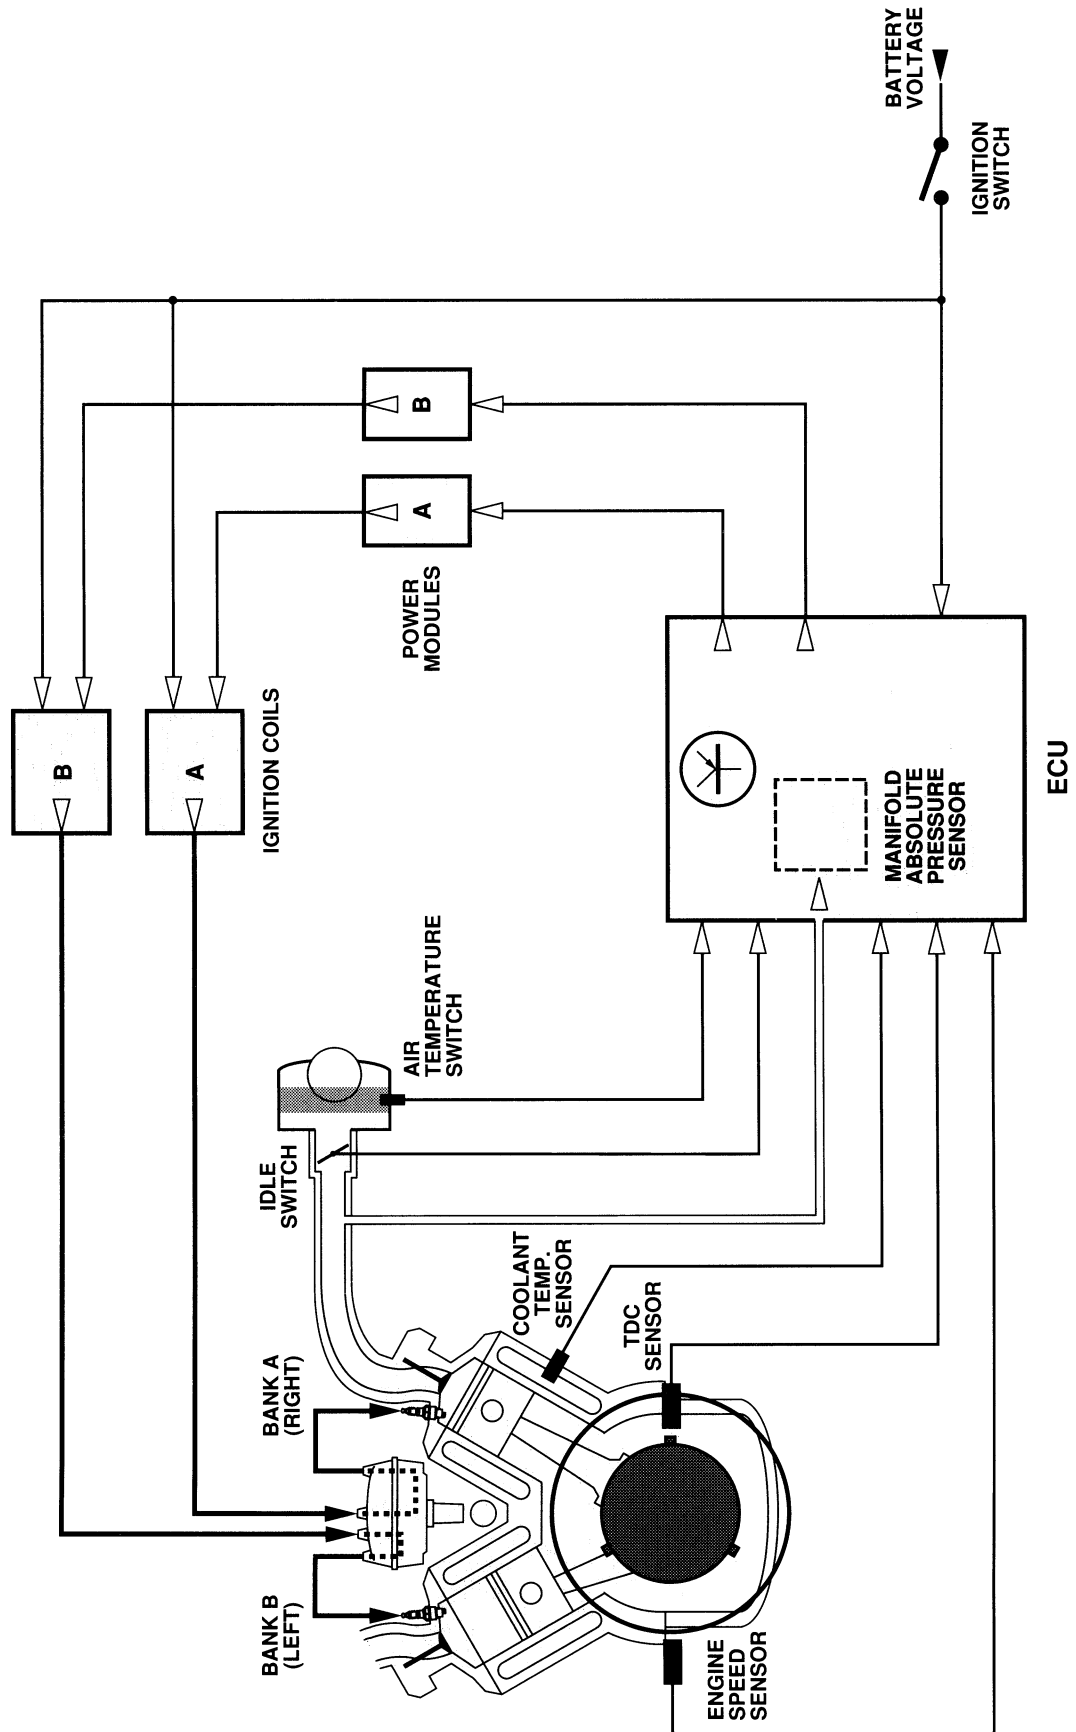 BATTERY
VOLTAGE
IGNITION
SWITCH
B
A
POWER
MODULES
B
A
IGNITION COILS
MANIFOLD
ABSOLUTE
PRESSURE
SENSOR
ECU
AIR
TEMPERATURE
SWITCH
IDLE
SWITCH
COOLANT
TEMP.
SENSOR
TDC
SENSOR
BANK A
(RIGHT)
BANK B
(LEFT)
ENGINE
SPEED
SENSOR